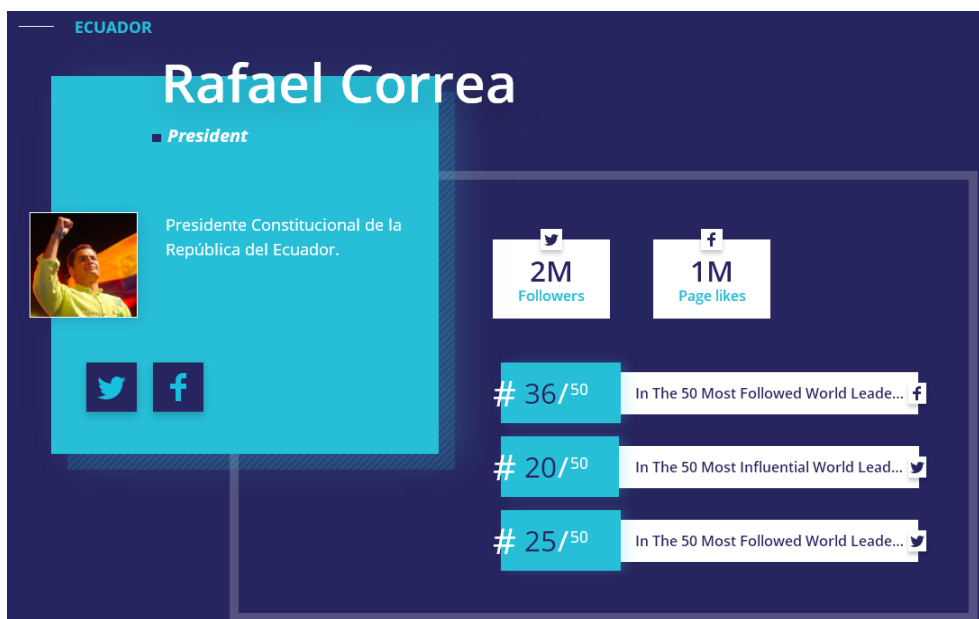 ECUADOR
Rafael Correa
President
Presidente Constitucional de la
República del Ecuador.
2M
Followers
1M
Page likes
# 36/50
In The 50 Most Followed World Leade...
# 20/50
In The 50 Most Influential World Lead...
# 25/50
In The 50 Most Followed World Leade...